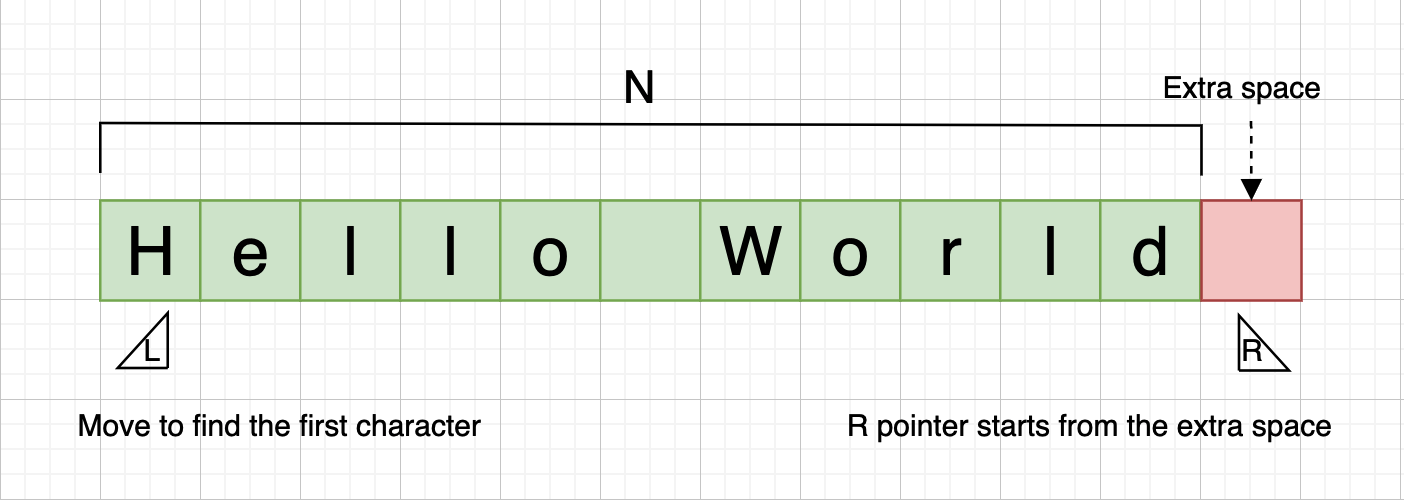 N
Extra space
H e l l o   W o r l d
L
R
Move to find the first character
R pointer starts from the extra space